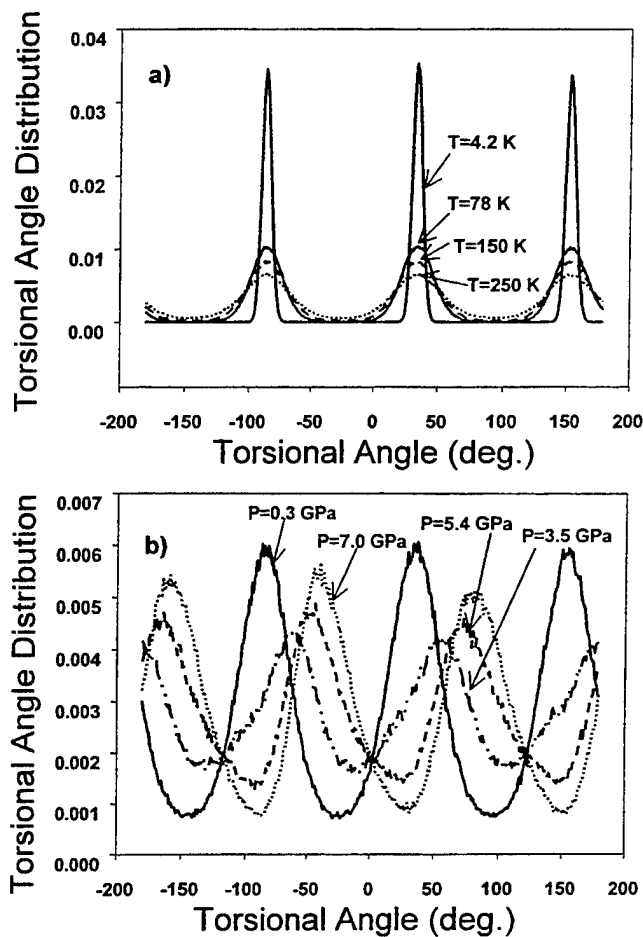 a)
Torsional Angle Distribution
0.04
0.03
0.02
0.01
0.00
T=4.2 K
T=78 K
T=150 K
T=250 K
-200 -150 -100 -50 0 50 100 150 200
Torsional Angle (deg.)
b)
Torsional Angle Distribution
0.007
0.006
0.005
0.004
0.003
0.002
0.001
0.000
P=0.3 GPa
P=7.0 GPa
P=5.4 GPa
P=3.5 GPa
-200 -150 -100 -50 0 50 100 150 200
Torsional Angle (deg.)